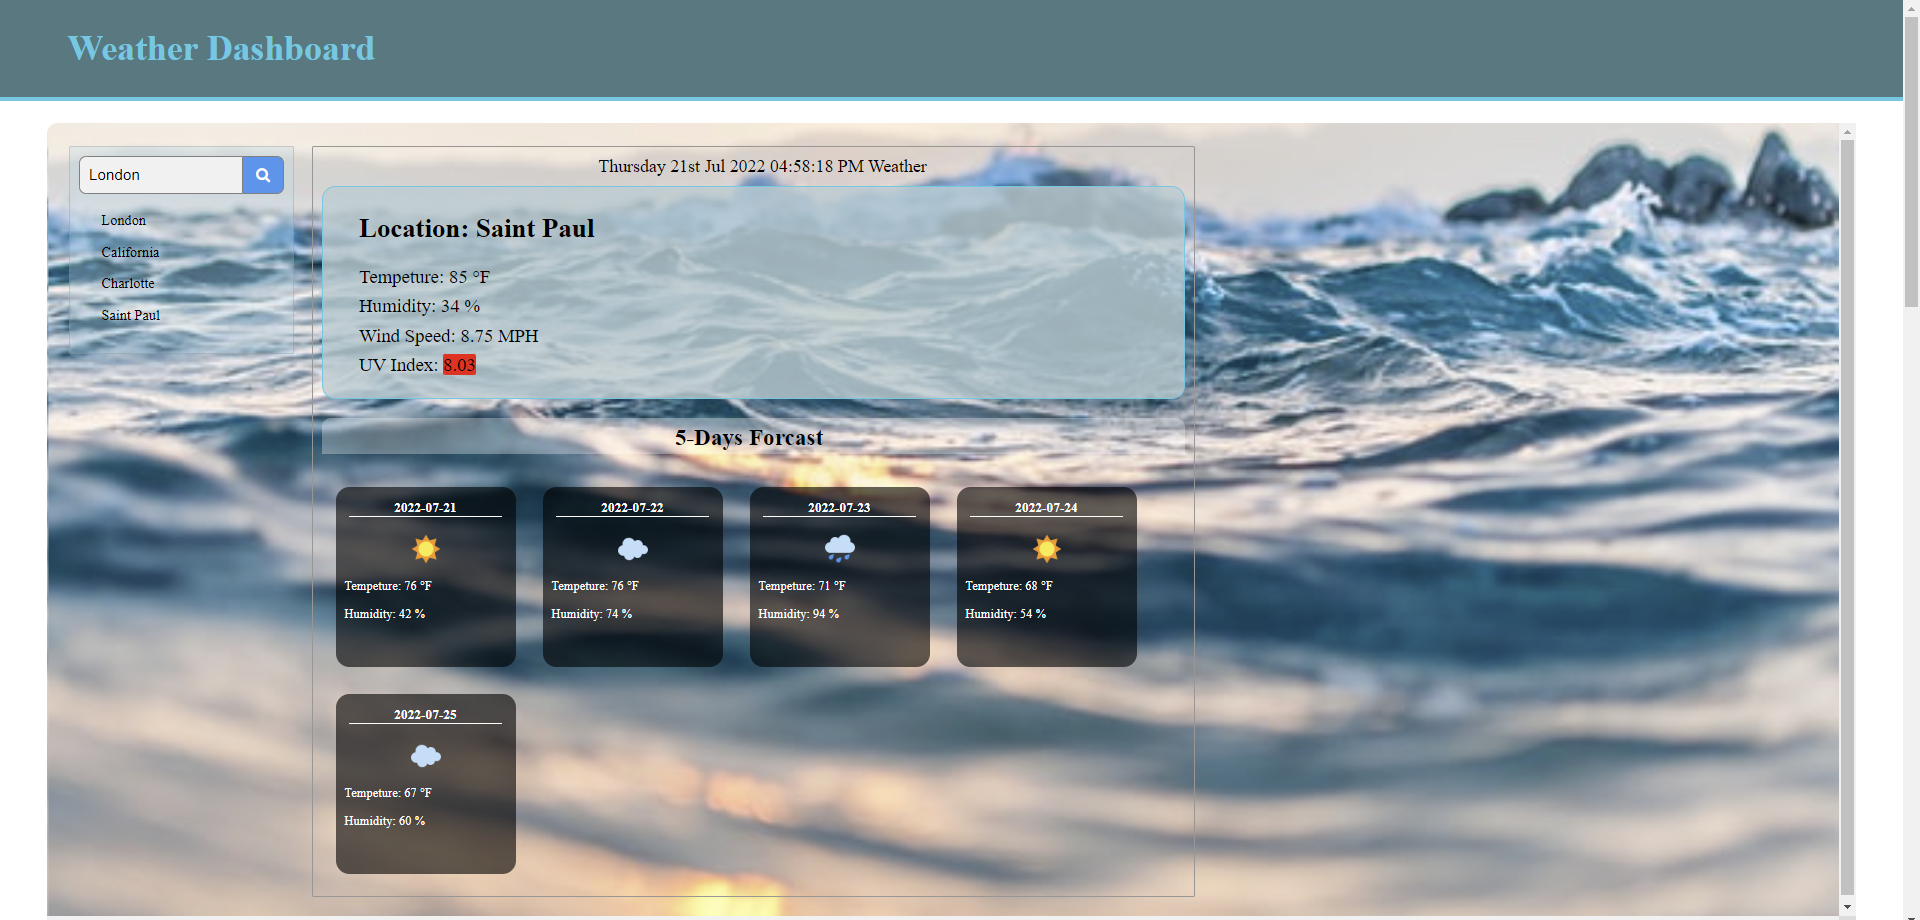 Weather Dashboard
London
London
California
Charlotte
Saint Paul
Thursday 21st Jul 2022 04:58:18 PM Weather
Location: Saint Paul
Tempeture: 85 °F
Humidity: 34 %
Wind Speed: 8.75 MPH
UV Index: 8.03
5-Days Forcast
2022-07-21
Tempeture: 76 °F
Humidity: 42 %
2022-07-22
Tempeture: 76 °F
Humidity: 74 %
2022-07-23
Tempeture: 71 °F
Humidity: 94 %
2022-07-24
Tempeture: 68 °F
Humidity: 54 %
2022-07-25
Tempeture: 67 °F
Humidity: 60 %